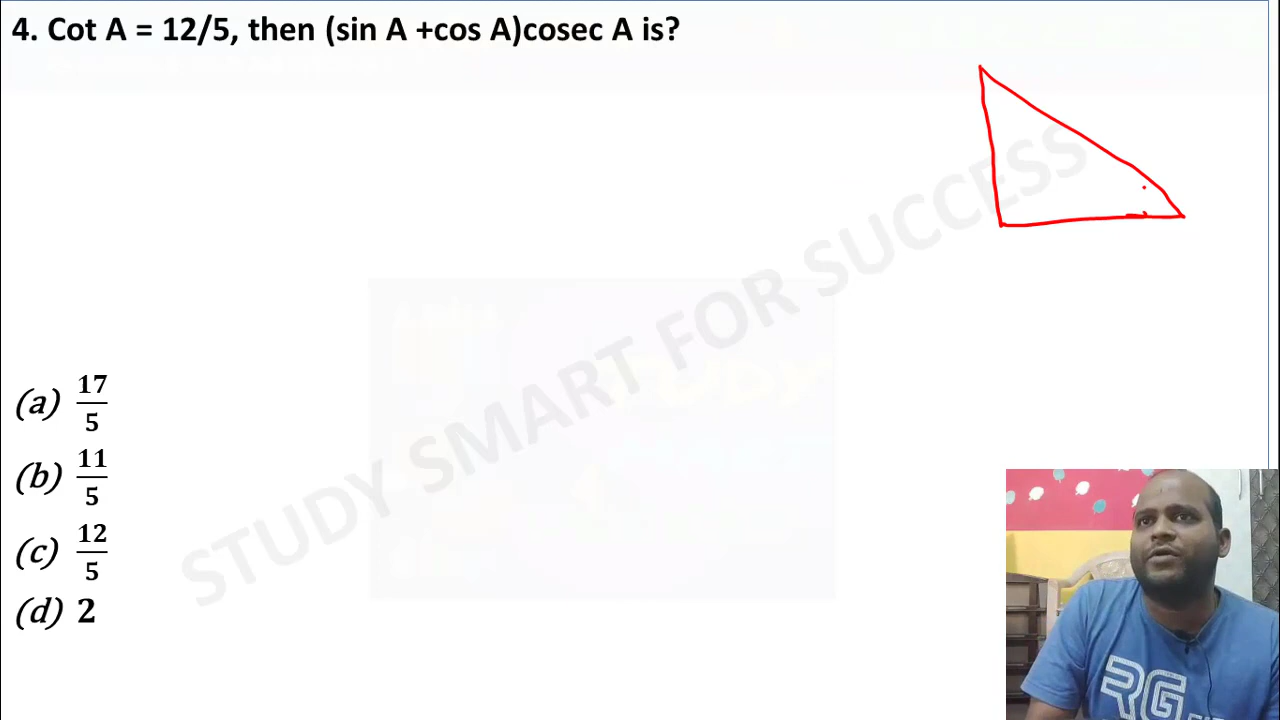 4. Cot A = 12/5, then (sin A +cos A)cosec A is?
STUDY SMART FOR SUCCESS
(a) 17/5
(b) 11/5
(c) 12/5
(d) 2
RG